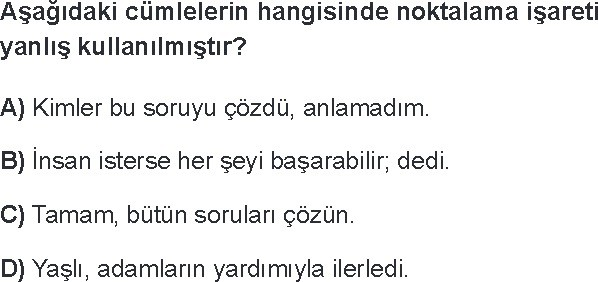 Aşağıdaki cümlelerin hangisinde noktalama işareti
yanlış kullanılmıştır?
A) Kimler bu soruyu çözdü, anlamadım.
B) İnsan isterse her şeyi başarabilir; dedi.
C) Tamam, bütün soruları çözün.
D) Yaşlı, adamların yardımıyla ilerledi.